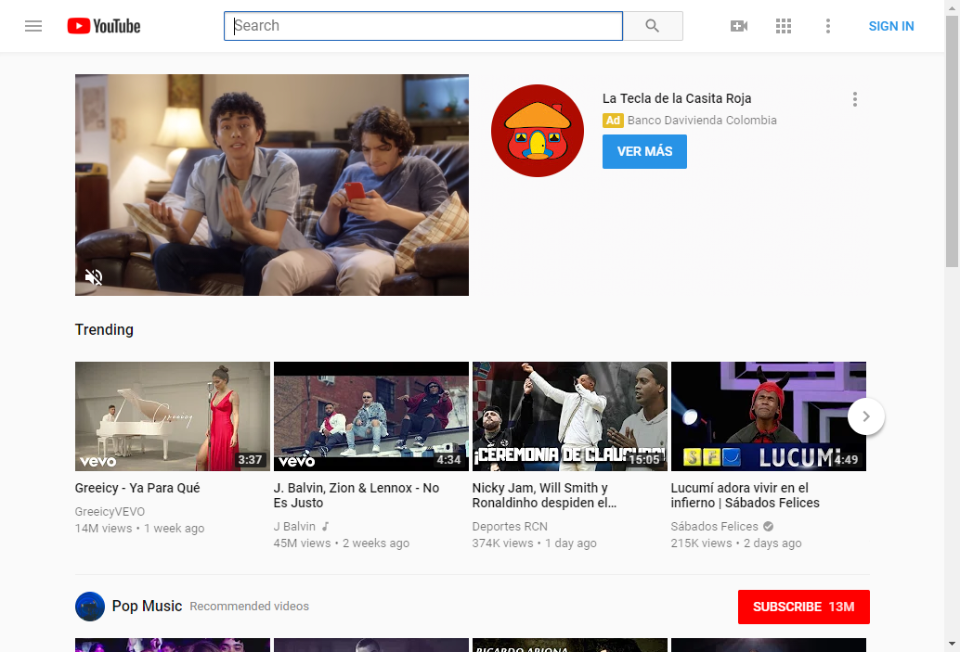 YouTube
Search
SIGN IN
La Tecla de la Casita Roja
Ad Banco Davivienda Colombia
VER MÁS
Trending
Greeicy
vevo
3:37
vevo
4:34
¡CEREMONIA DE CLAUSURA!
15:05
SFC
LUCUMÍ
4:49
Greeicy - Ya Para Qué
GreeicyVEVO
14M views • 1 week ago
J. Balvin, Zion & Lennox - No
Es Justo
J Balvin
45M views • 2 weeks ago
Nicky Jam, Will Smith y
Ronaldinho despiden el...
Deportes RCN
374K views • 1 day ago
Lucumí adora vivir en el
infierno | Sábados Felices
Sábados Felices
215K views • 2 days ago
Pop Music Recommended videos
SUBSCRIBE 13M
RICARDO ARJONA